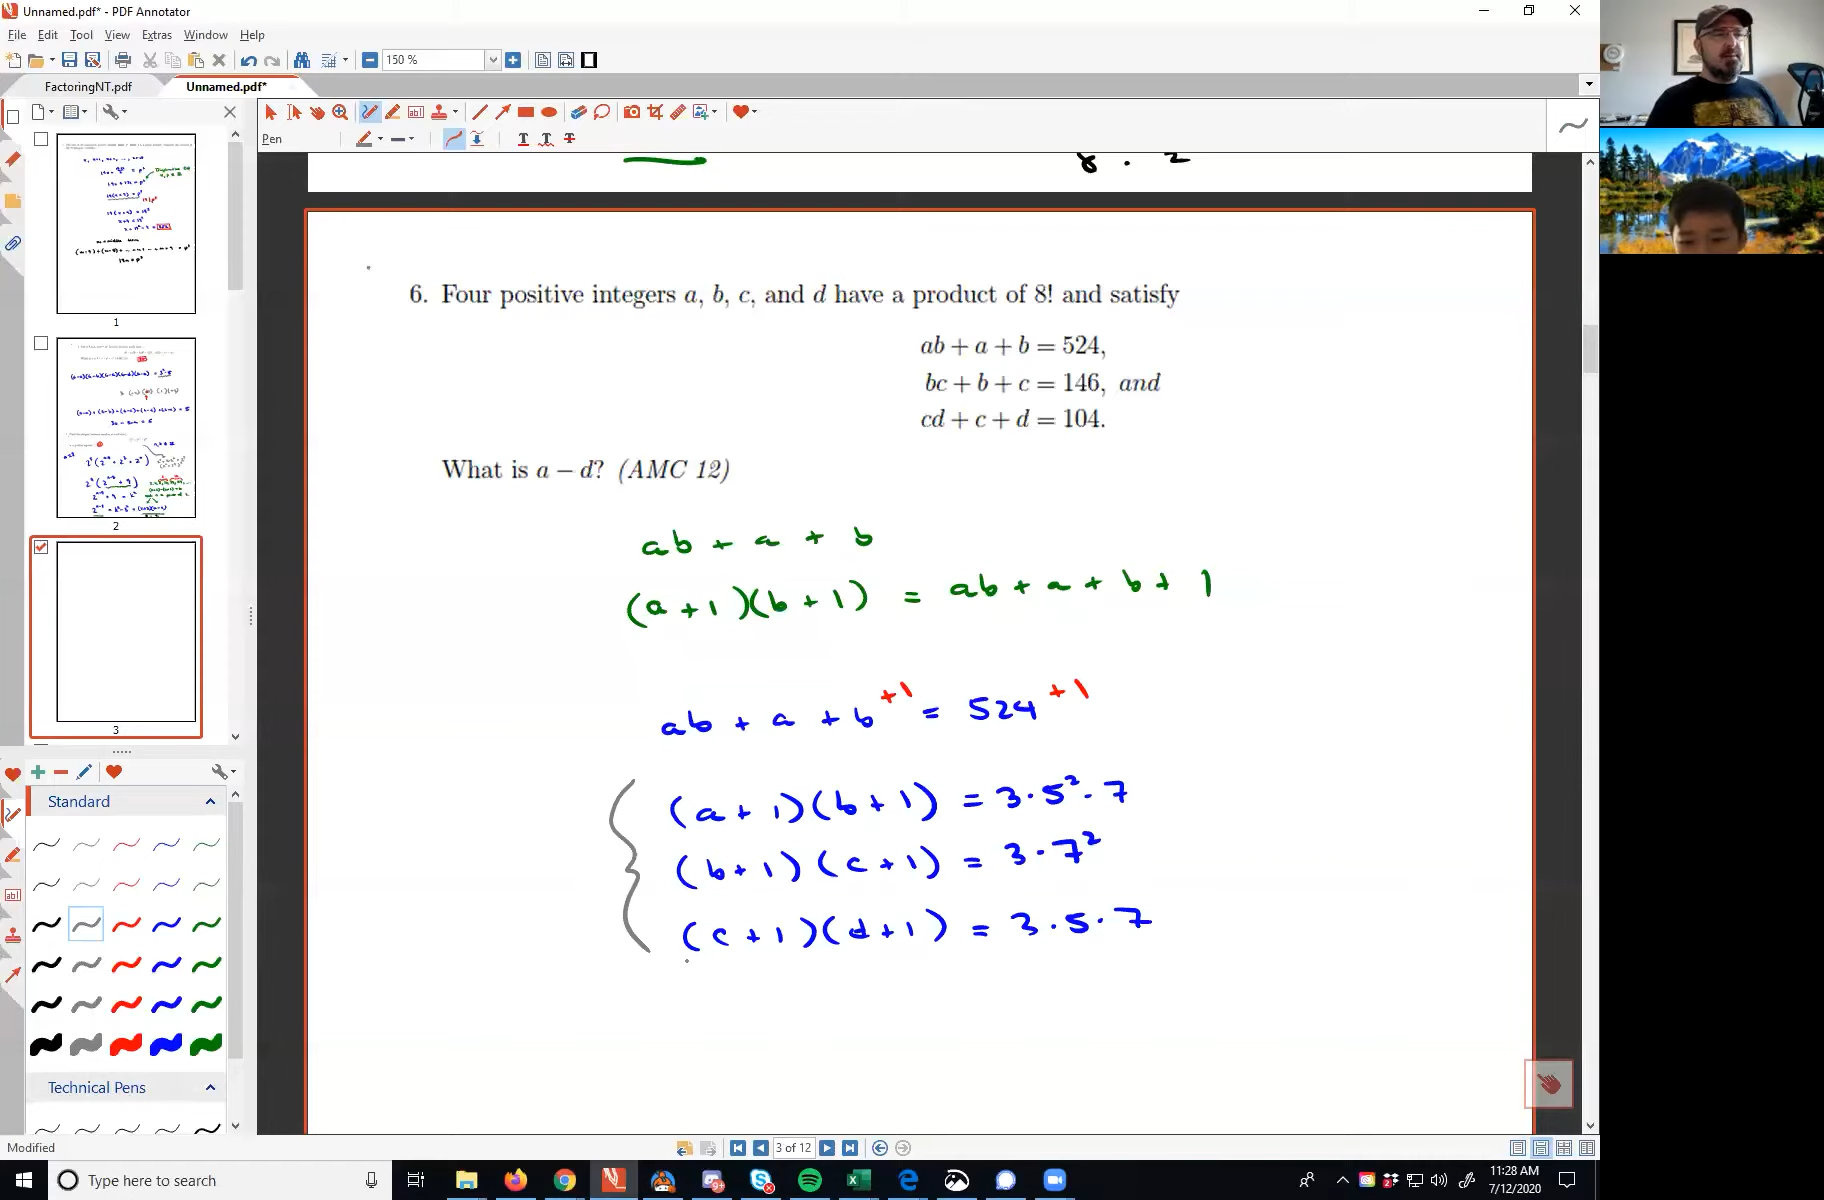 Unnamed.pdf* - PDF Annotator
File Edit Tool View Extras Window Help
150 %
FactoringNT.pdf Unnamed.pdf*
Pen
8 . 2
6. Four positive integers a, b, c, and d have a product of 8! and satisfy
ab + a + b = 524,
bc + b + c = 146, and
cd + c + d = 104.
What is a − d? (AMC 12)
ab + a + b
(a + 1)(b + 1) = ab + a + b + 1
ab + a + b +1 = 524 +1
(a + 1)(b + 1) = 3 · 5² · 7
(b + 1)(c + 1) = 3 · 7²
(c + 1)(d + 1) = 3 · 5 · 7
1
2
3
Standard
Technical Pens
Modified
3 of 12
Type here to search
11:28 AM
7/12/2020